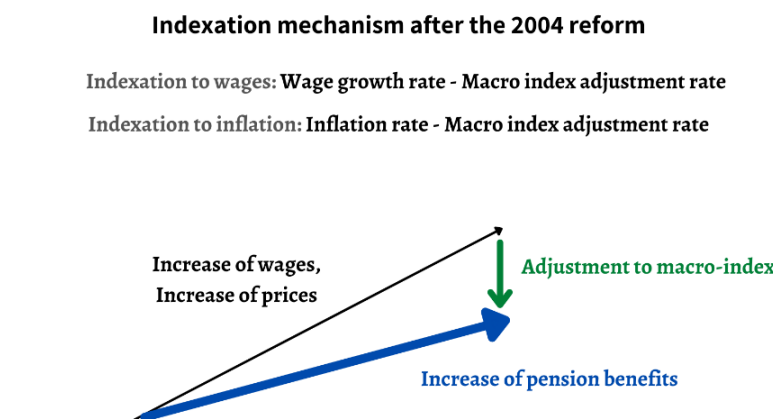 Indexation mechanism after the 2004 reform
Indexation to wages: Wage growth rate - Macro index adjustment rate
Indexation to inflation: Inflation rate - Macro index adjustment rate
Increase of wages,
Increase of prices
Adjustment to macro-index
Increase of pension benefits